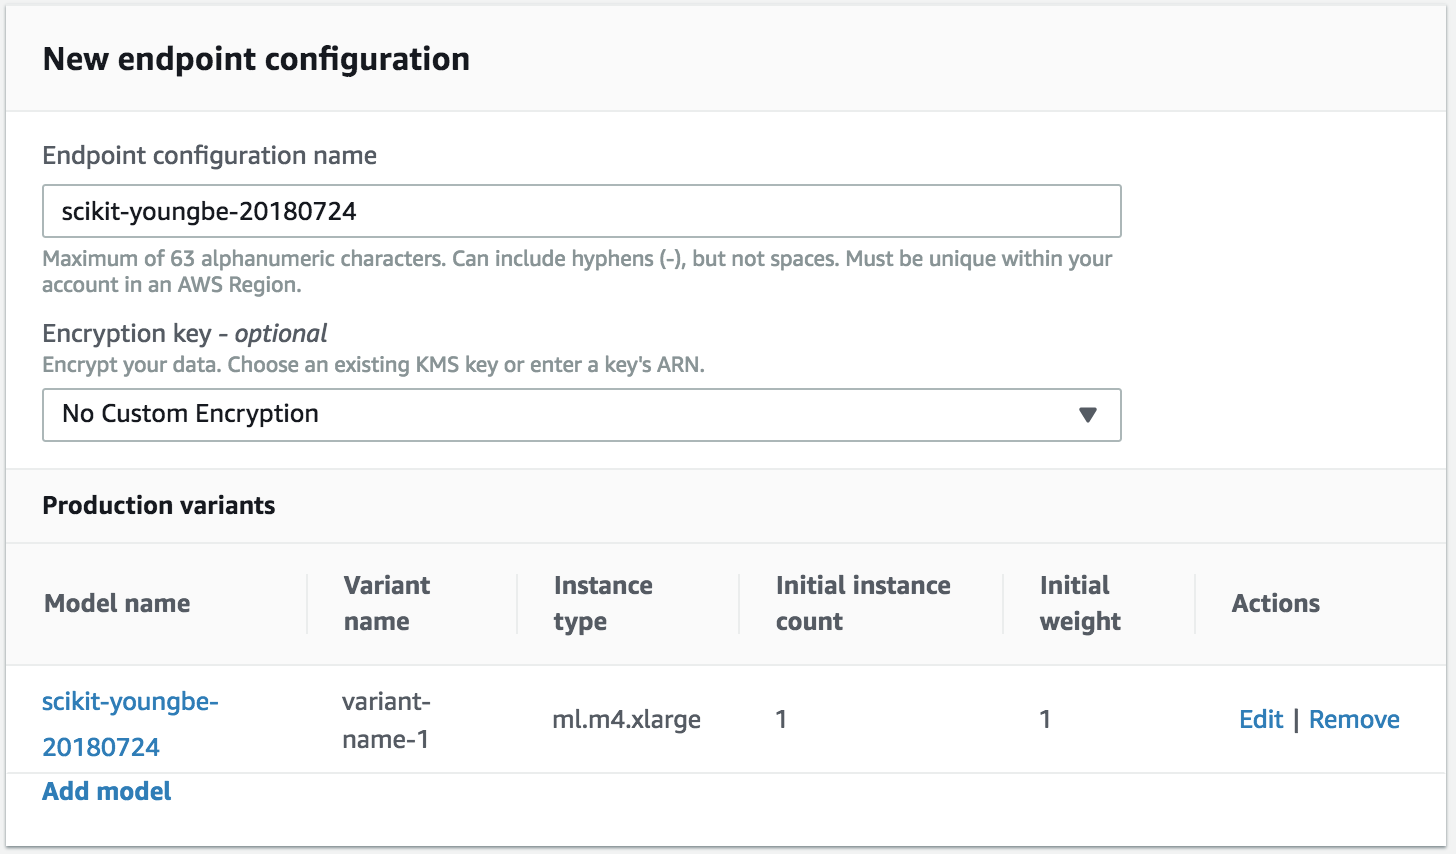 New endpoint configuration
Endpoint configuration name
scikit-youngbe-20180724
Maximum of 63 alphanumeric characters. Can include hyphens (-), but not spaces. Must be unique within your
account in an AWS Region.
Encryption key - optional
Encrypt your data. Choose an existing KMS key or enter a key's ARN.
No Custom Encryption
Production variants
Model name
Variant
name
Instance
type
Initial instance
count
Initial
weight
Actions
scikit-youngbe-
20180724
variant-
name-1
ml.m4.xlarge
1
1
Edit | Remove
Add model